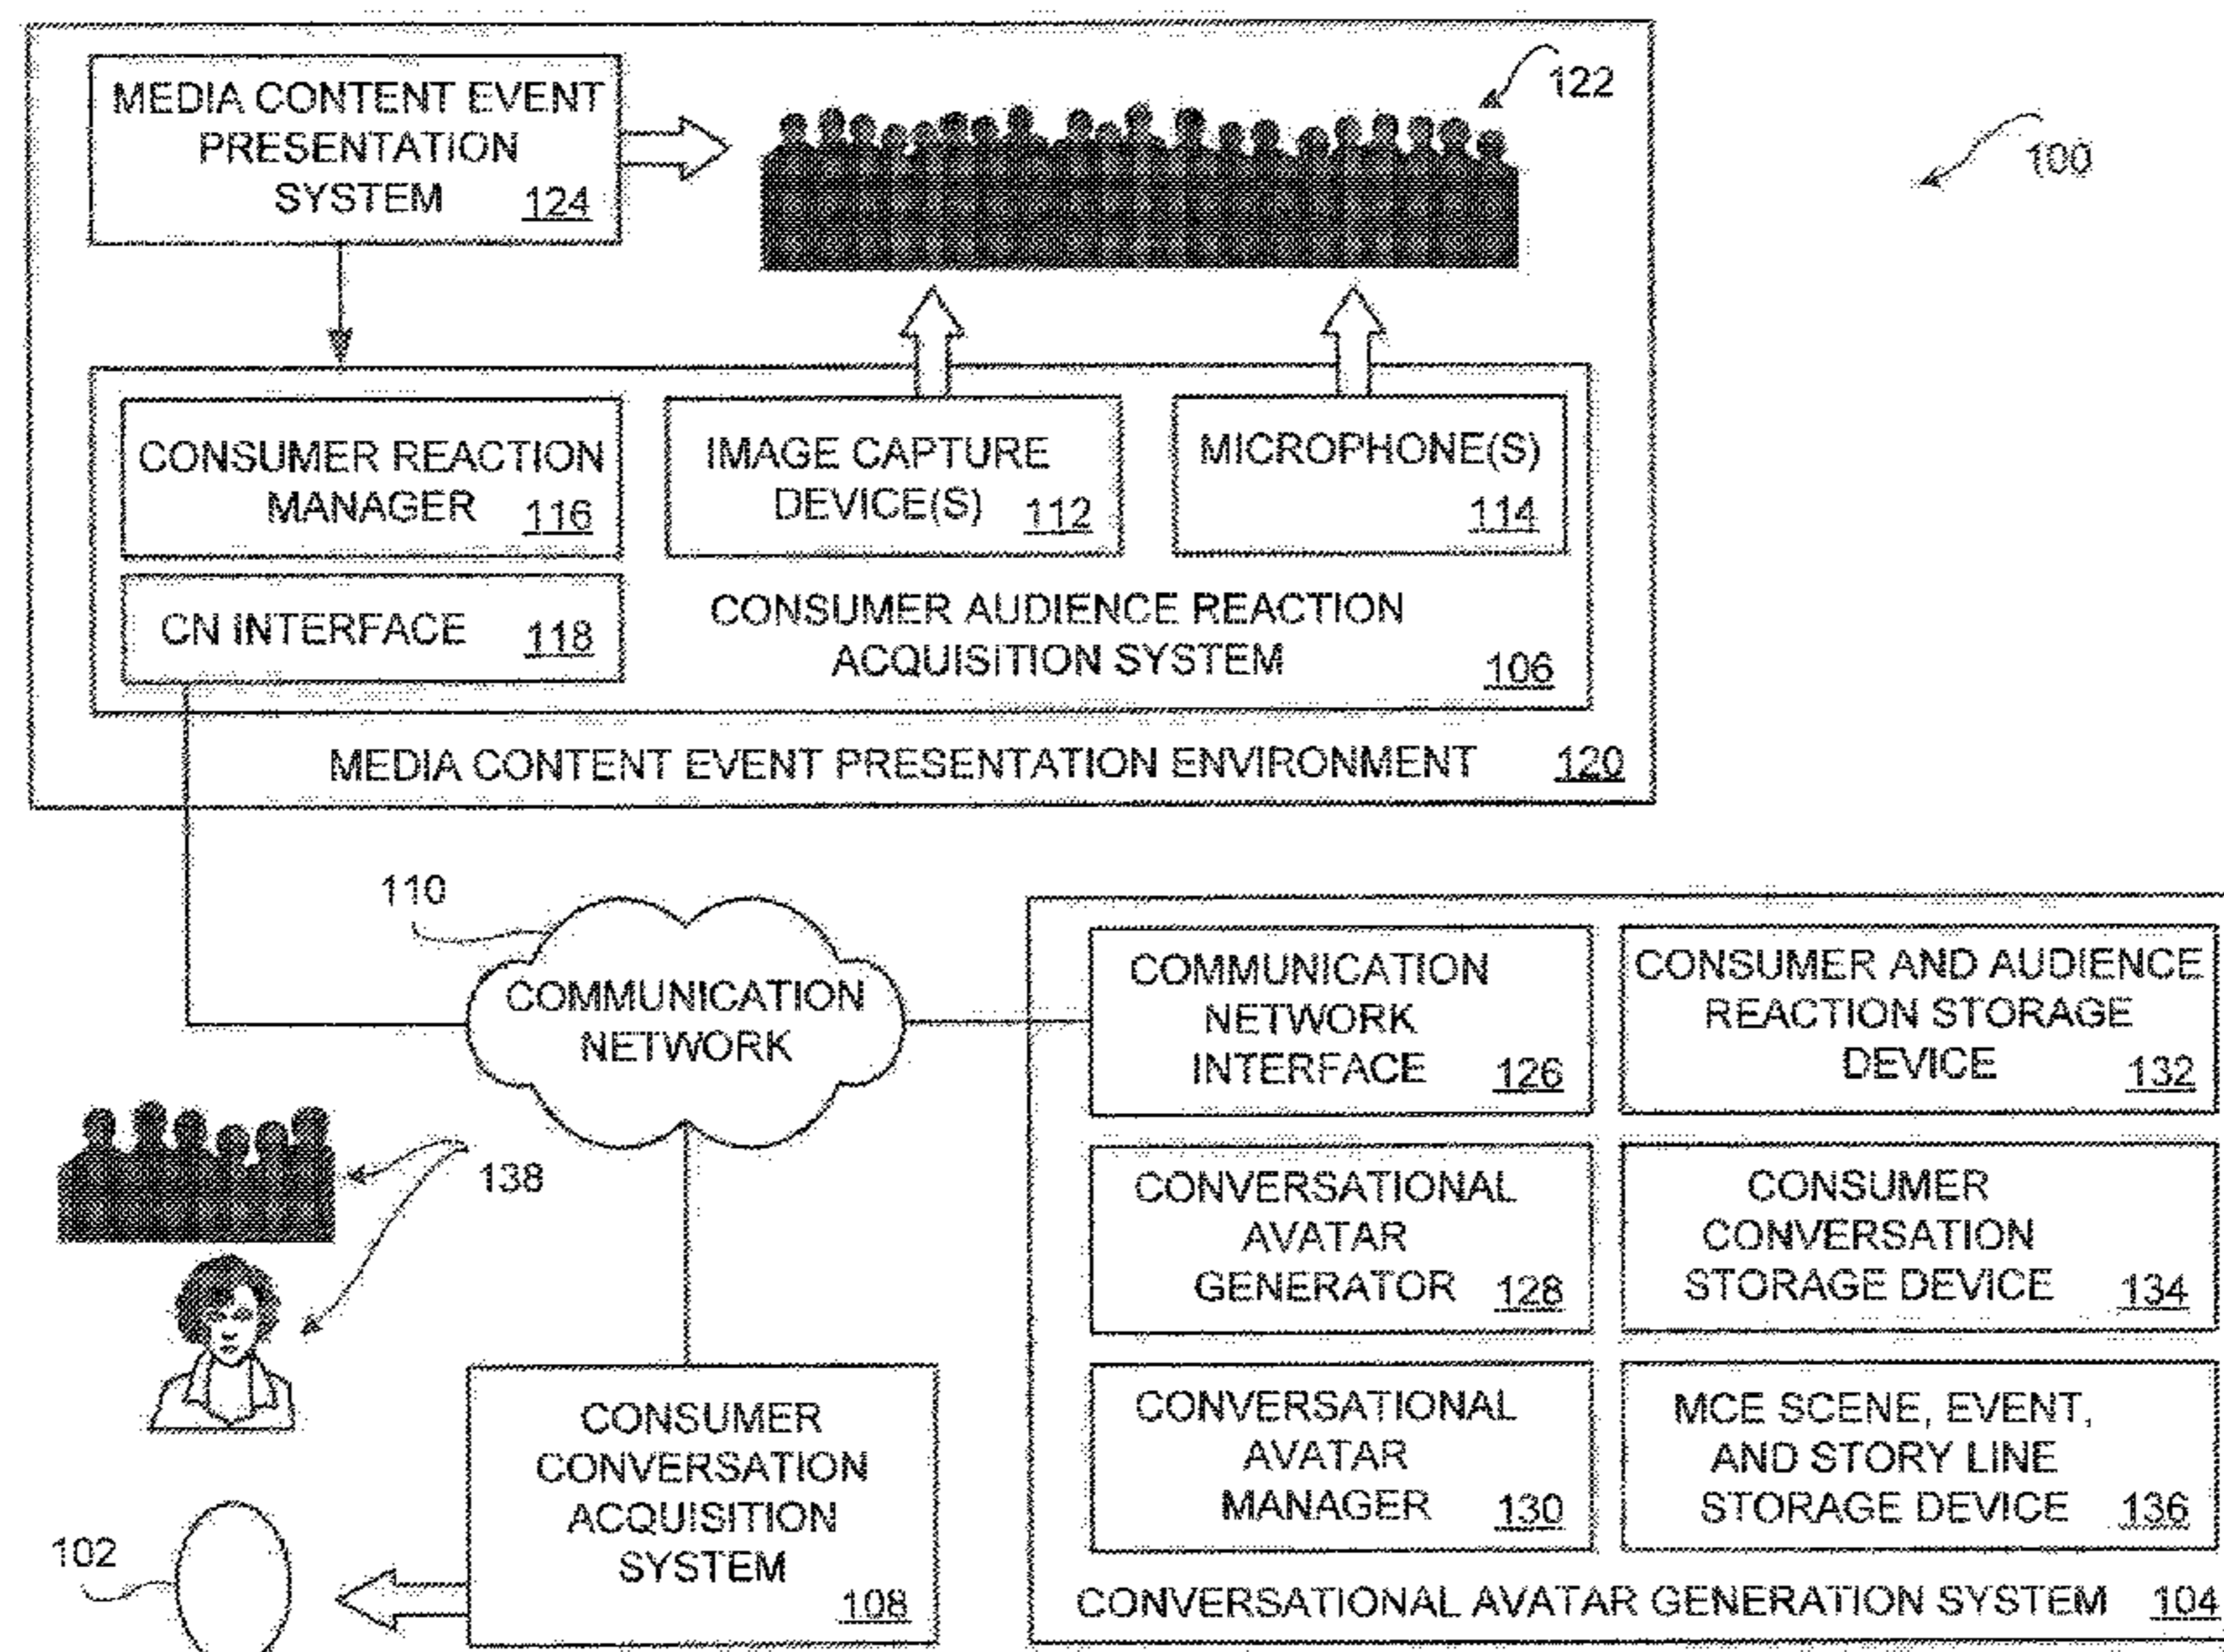 MEDIA CONTENT EVENT
PRESENTATION
SYSTEM 124
122
100
CONSUMER REACTION
MANAGER 116
IMAGE CAPTURE
DEVICE(S) 112
MICROPHONE(S)
114
CN INTERFACE 118
CONSUMER AUDIENCE REACTION
ACQUISITION SYSTEM 106
MEDIA CONTENT EVENT PRESENTATION ENVIRONMENT 120
110
COMMUNICATION
NETWORK
COMMUNICATION
NETWORK
INTERFACE 126
CONSUMER AND AUDIENCE
REACTION STORAGE
DEVICE 132
138
CONVERSATIONAL
AVATAR
GENERATOR 128
CONSUMER
CONVERSATION
STORAGE DEVICE 134
CONSUMER
CONVERSATION
ACQUISITION
SYSTEM
108
CONVERSATIONAL
AVATAR
MANAGER 130
MCE SCENE, EVENT,
AND STORY LINE
STORAGE DEVICE 136
102
CONVERSATIONAL AVATAR GENERATION SYSTEM 104